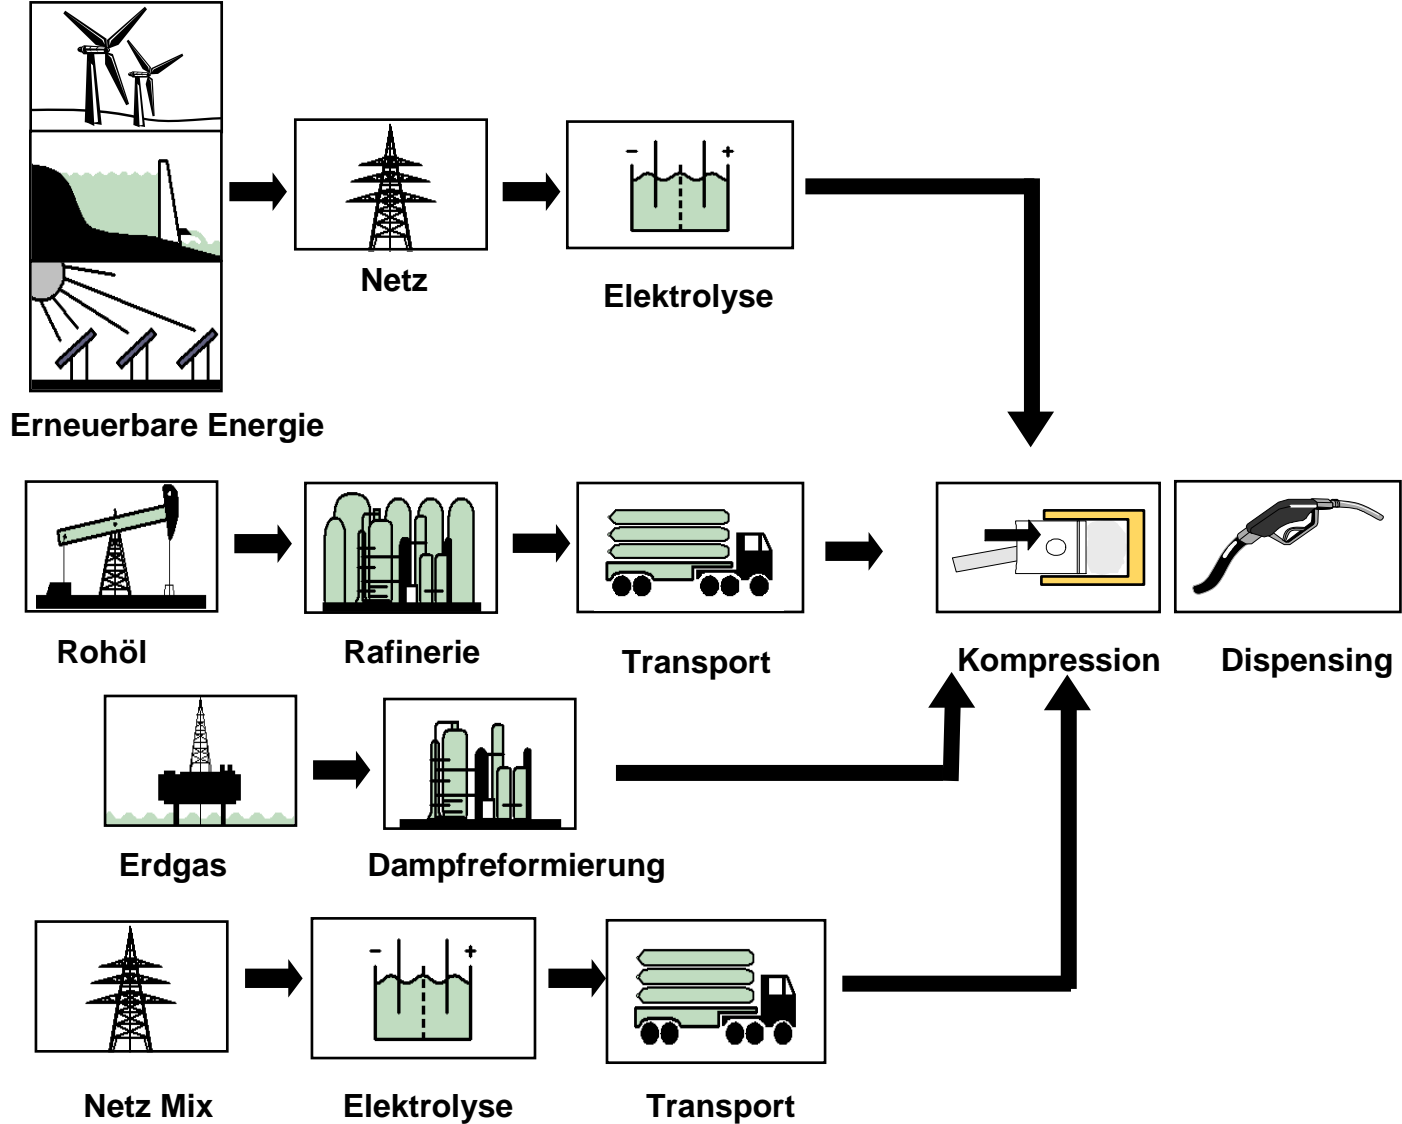 - +
Netz
Elektrolyse
Erneuerbare Energie
Rohöl
Rafinerie
Transport
Kompression
Dispensing
Erdgas
Dampfreformierung
- +
Netz Mix
Elektrolyse
Transport